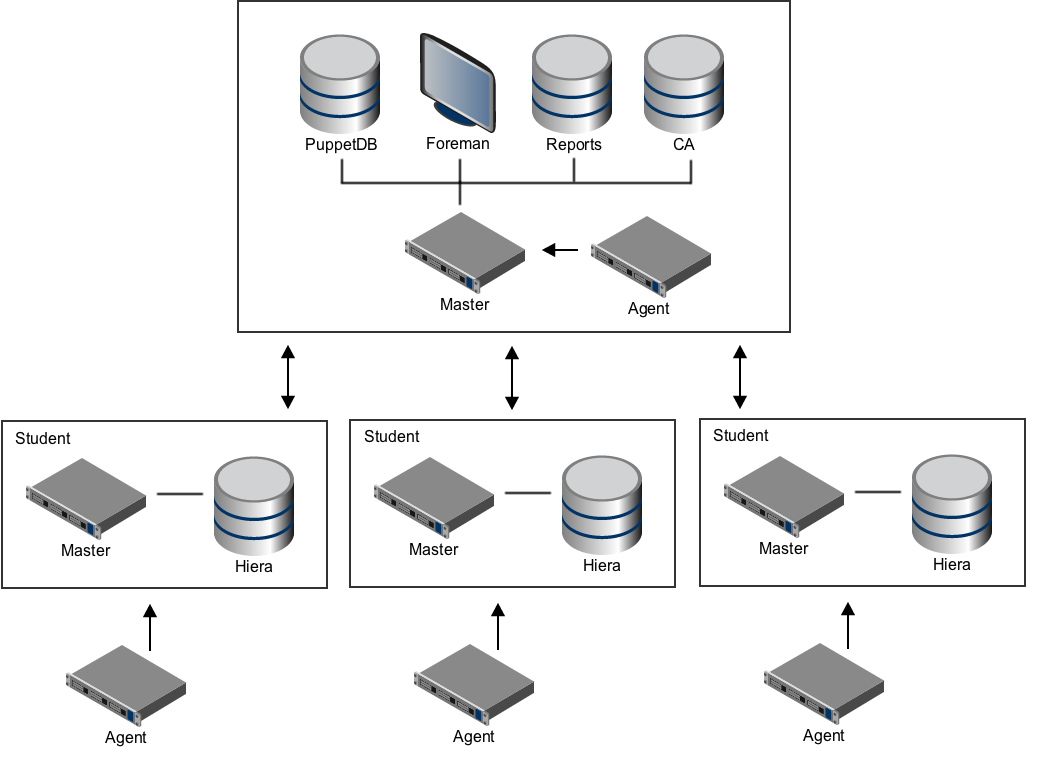 PuppetDB Foreman Reports CA
Master Agent
Student Student Student
Master Hiera Master Hiera Master Hiera
Agent Agent Agent